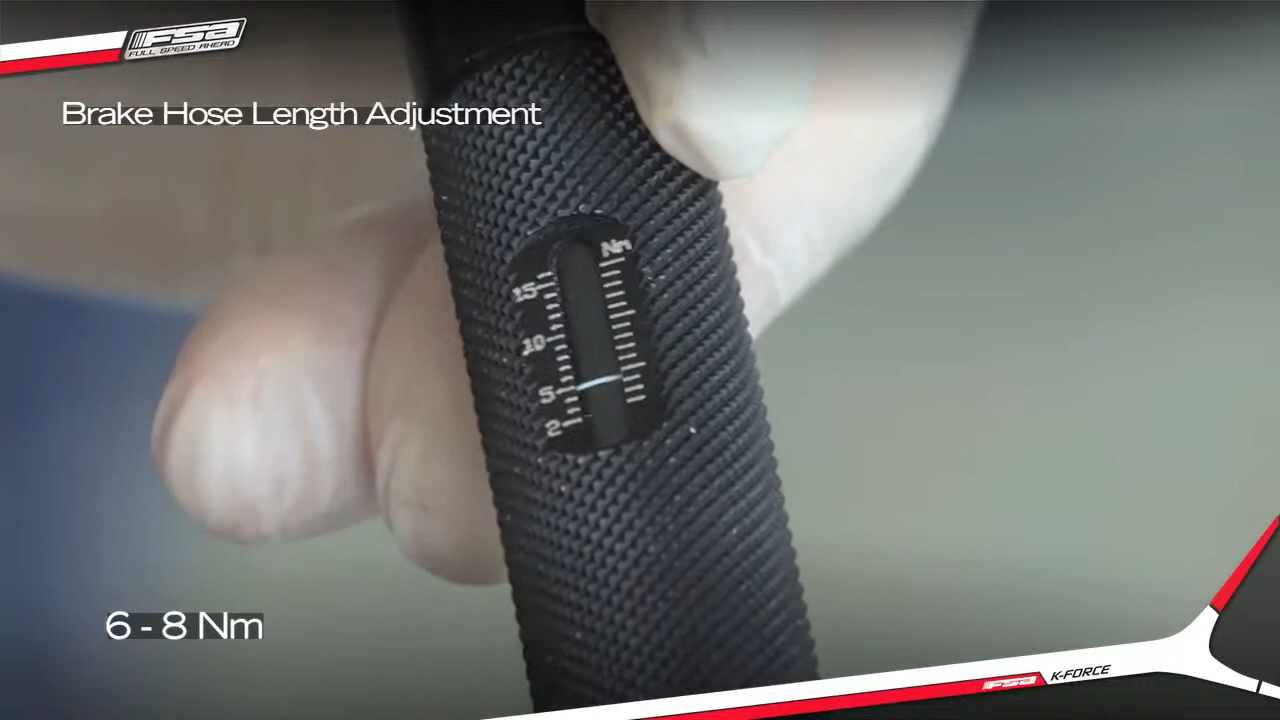 FSA
FULL SPEED AHEAD
Brake Hose Length Adjustment
Nm
15
10
5
2
6 - 8 Nm
FSA K-FORCE